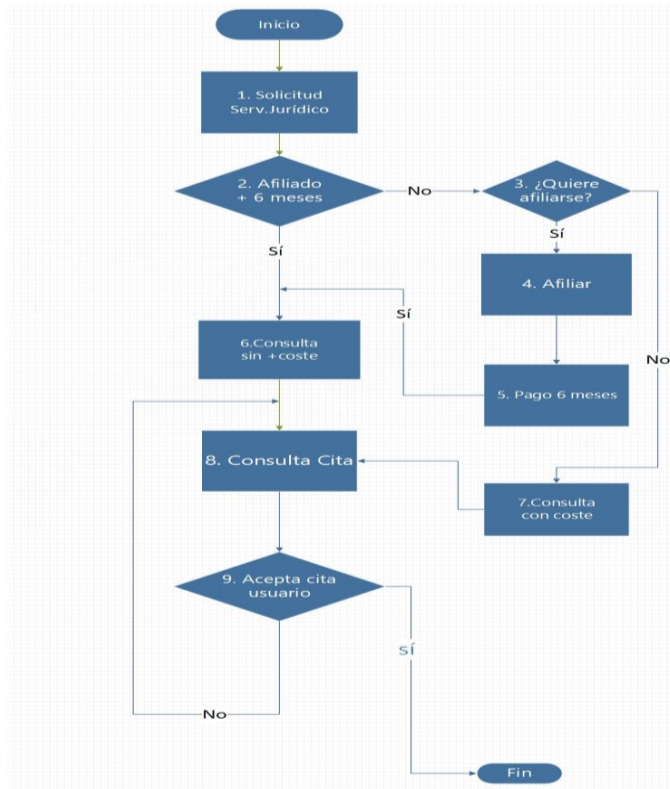 Inicio
1. Solicitud
Serv.Jurídico
2. Afiliado
+ 6 meses
No
3. ¿Quiere
afiliarse?
Sí
Sí
4. Afiliar
Sí
6.Consulta
sin +coste
No
5. Pago 6 meses
8. Consulta Cita
7.Consulta
con coste
9. Acepta cita
usuario
SÍ
No
Fin